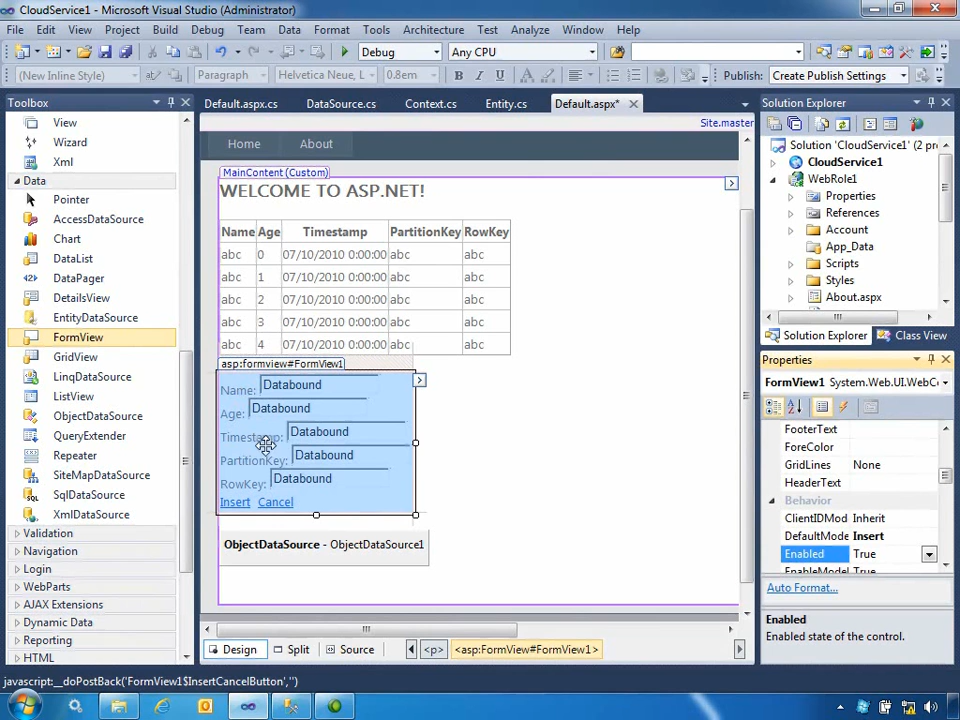 CloudService1 - Microsoft Visual Studio (Administrator)
File Edit View Project Build Debug Team Data Format Table Tools Architecture Test Analyze Window Help
Debug Any CPU
(New Inline Style) Paragraph Helvetica Neue, L 0.8em B I U A Publish: Create Publish Settings
Toolbox
View
Wizard
Xml
Data
Pointer
AccessDataSource
Chart
DataList
DataPager
DetailsView
EntityDataSource
FormView
GridView
LinqDataSource
ListView
ObjectDataSource
QueryExtender
Repeater
SiteMapDataSource
SqlDataSource
XmlDataSource
Validation
Navigation
Login
WebParts
AJAX Extensions
Dynamic Data
Reporting
HTML
Default.aspx.cs DataSource.cs Context.cs Entity.cs Default.aspx*
Site.master
Home About
MainContent (Custom)
WELCOME TO ASP.NET!
Name Age Timestamp PartitionKey RowKey
abc 0 07/10/2010 0:00:00 abc abc
abc 1 07/10/2010 0:00:00 abc abc
abc 2 07/10/2010 0:00:00 abc abc
abc 3 07/10/2010 0:00:00 abc abc
abc 4 07/10/2010 0:00:00 abc abc
asp:formview#FormView1
Name: Databound
Age: Databound
Timestamp: Databound
PartitionKey: Databound
RowKey: Databound
Insert Cancel
ObjectDataSource - ObjectDataSource1
Design Split Source <p> <asp:FormView#FormView1>
Solution Explorer
Solution 'CloudService1' (2 pr
CloudService1
WebRole1
Properties
References
Account
App_Data
Scripts
Styles
About.aspx
Solution Explorer Class View
Properties
FormView1 System.Web.UI.WebCo
FooterText
ForeColor
GridLines None
HeaderText
Behavior
ClientIDMod Inherit
DefaultMode Insert
Enabled True
EnableModel True
Auto Format...
Enabled
Enabled state of the control.
javascript:__doPostBack('FormView1$InsertCancelButton','')